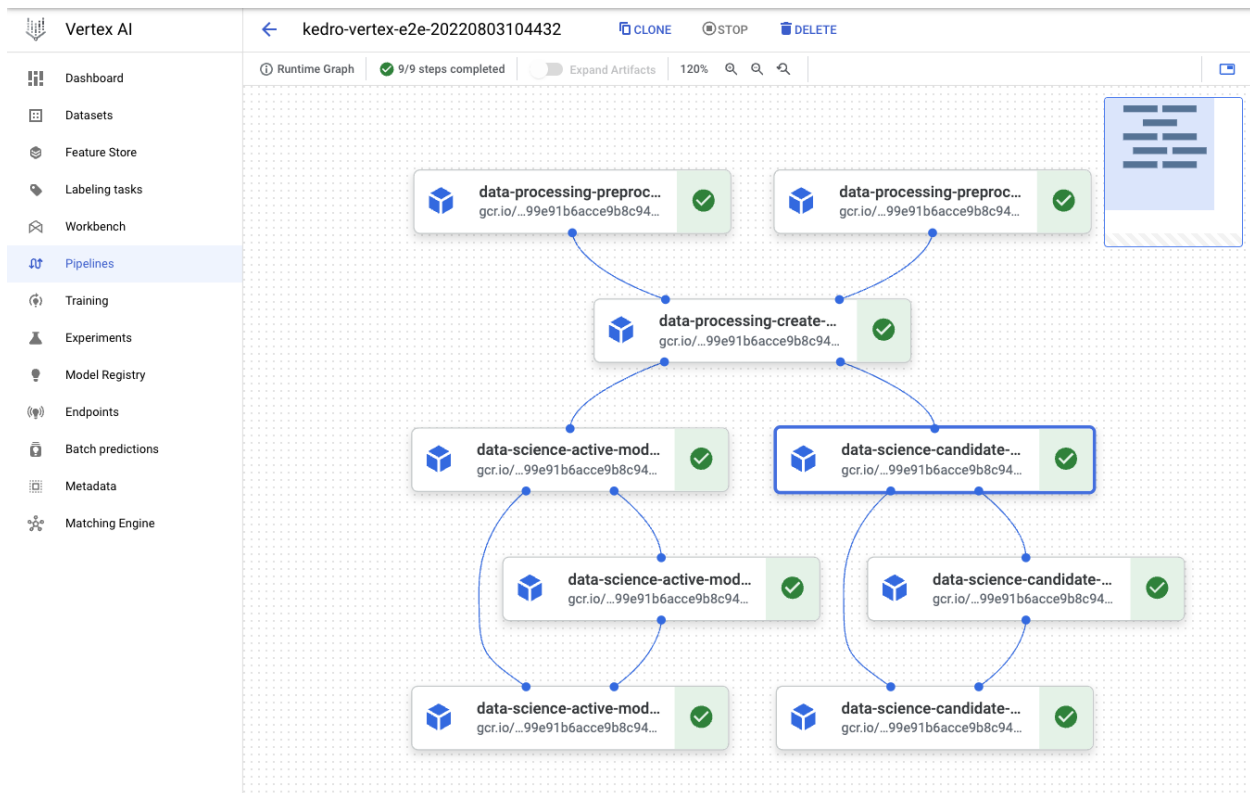 Vertex AI
kedro-vertex-e2e-20220803104432
CLONE
STOP
DELETE
Runtime Graph
9/9 steps completed
Expand Artifacts
120%
Dashboard
Datasets
Feature Store
Labeling tasks
Workbench
Pipelines
Training
Experiments
Model Registry
Endpoints
Batch predictions
Metadata
Matching Engine
data-processing-preproc...
gcr.io/...99e91b6acce9b8c94...
data-processing-preproc...
gcr.io/...99e91b6acce9b8c94...
data-processing-create-...
gcr.io/...99e91b6acce9b8c94...
data-science-active-mod...
gcr.io/...99e91b6acce9b8c94...
data-science-candidate-...
gcr.io/...99e91b6acce9b8c94...
data-science-active-mod...
gcr.io/...99e91b6acce9b8c94...
data-science-candidate-...
gcr.io/...99e91b6acce9b8c94...
data-science-active-mod...
gcr.io/...99e91b6acce9b8c94...
data-science-candidate-...
gcr.io/...99e91b6acce9b8c94...